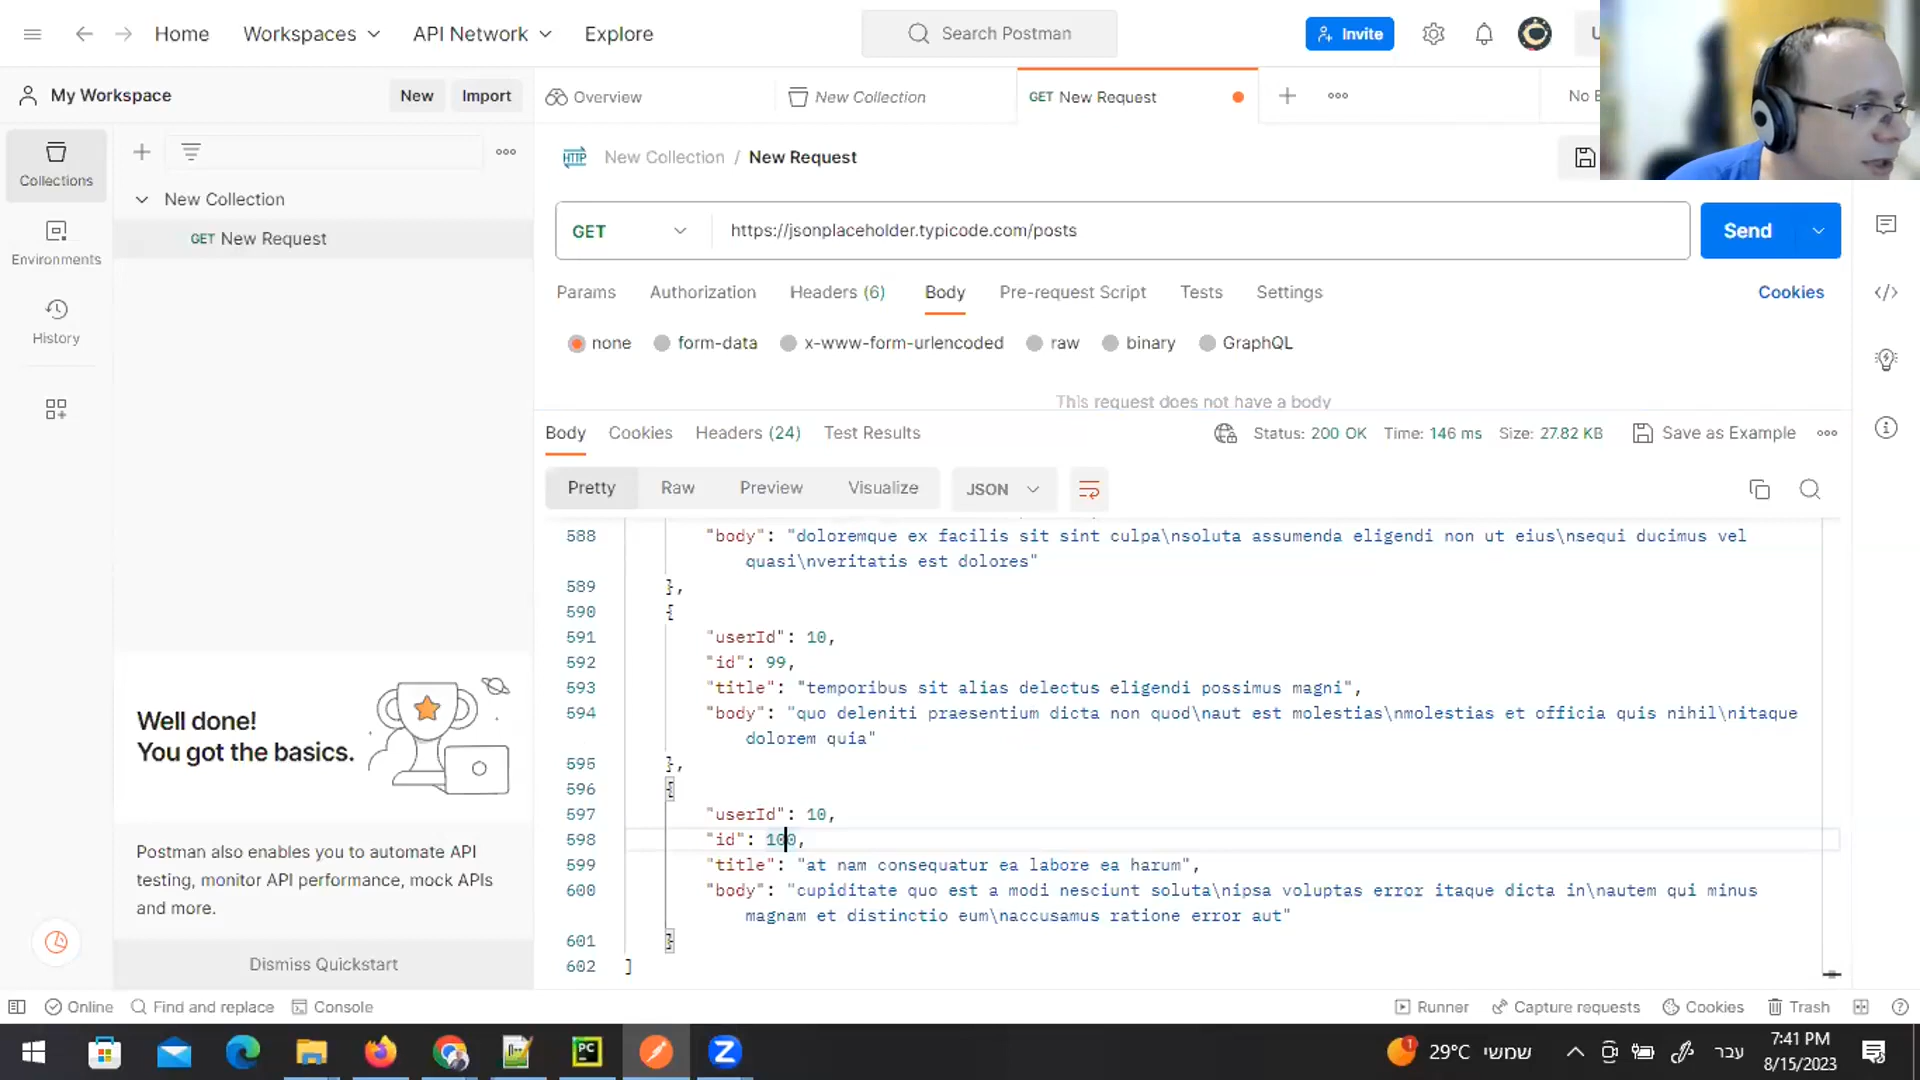 Home
Workspaces
API Network
Explore
Search Postman
Invite
My Workspace
New
Import
Overview
New Collection
GET New Request
No E
Collections
New Collection
GET New Request
Environments
History
HTTP
New Collection / New Request
GET
https://jsonplaceholder.typicode.com/posts
Send
Params
Authorization
Headers (6)
Body
Pre-request Script
Tests
Settings
Cookies
none
form-data
x-www-form-urlencoded
raw
binary
GraphQL
This request does not have a body
Body
Cookies
Headers (24)
Test Results
Status: 200 OK
Time: 146 ms
Size: 27.82 KB
Save as Example
Pretty
Raw
Preview
Visualize
JSON
588 "body": "doloremque ex facilis sit sint culpa\nsoluta assumenda eligendi non ut eius\nsequi ducimus vel
quasi\nveritatis est dolores"
589 },
590 {
591 "userId": 10,
592 "id": 99,
593 "title": "temporibus sit alias delectus eligendi possimus magni",
594 "body": "quo deleniti praesentium dicta non quod\naut est molestias\nmolestias et officia quis nihil\nitaque
dolorem quia"
595 },
596 {
597 "userId": 10,
598 "id": 100,
599 "title": "at nam consequatur ea labore ea harum",
600 "body": "cupiditate quo est a modi nesciunt soluta\nipsa voluptas error itaque dicta in\nautem qui minus
magnam et distinctio eum\naccusamus ratione error aut"
601 }
602 ]
Well done!
You got the basics.
Postman also enables you to automate API
testing, monitor API performance, mock APIs
and more.
Dismiss Quickstart
Online
Find and replace
Console
Runner
Capture requests
Cookies
Trash
PC
Z
1
29°C שמשי
עבר
7:41 PM
8/15/2023